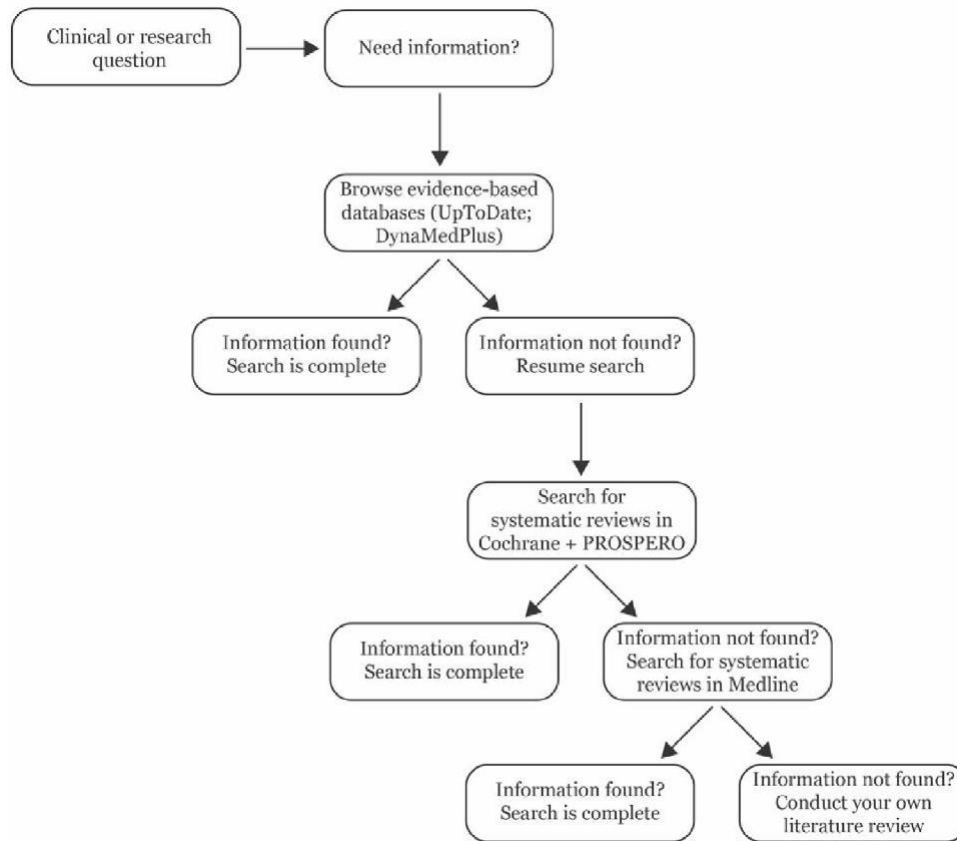 Clinical or research
question
Need information?
Browse evidence-based
databases (UpToDate;
DynaMedPlus)
Information found?
Search is complete
Information not found?
Resume search
Search for
systematic reviews in
Cochrane + PROSPERO
Information found?
Search is complete
Information not found?
Search for systematic
reviews in Medline
Information found?
Search is complete
Information not found?
Conduct your own
literature review